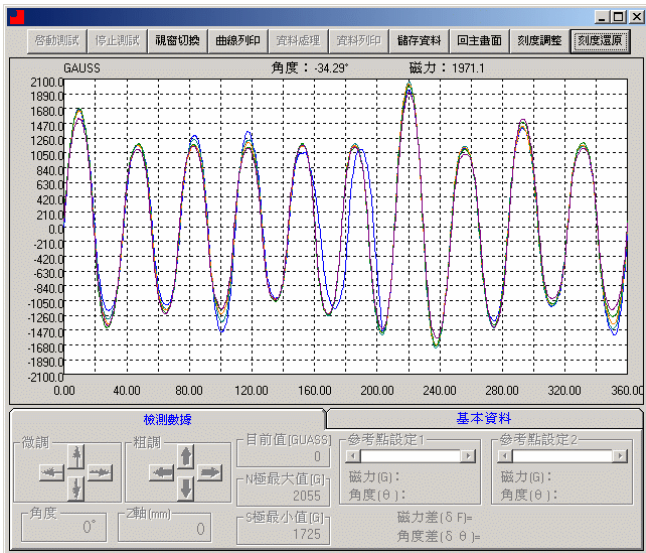 啓動測試 停止測試 視窗切換 曲線列印 資料處理 資料列印 儲存資料 回主畫面 刻度調整 刻度還原
GAUSS 角度：-34.29° 磁力：1971.1
2100.0
1890.0
1680.0
1470.0
1260.0
1050.0
840.0
630.0
420.0
210.0
0.0
-210.0
-420.0
-630.0
-840.0
-1050.0
-1260.0
-1470.0
-1680.0
-1890.0
-2100.0
0.00 40.00 80.00 120.00 160.00 200.00 240.00 280.00 320.00 360.00
檢測數據 基本資料
微調 粗調 目前值[GUASS] 參考點設定1 參考點設定2
0
N極最大值[G] 磁力(G)： 磁力(G)：
2055 角度(θ)： 角度(θ)：
角度 Z軸(mm) S極最小值[G] 磁力差(δ F)=
0° 0 1725 角度差(δ θ)=